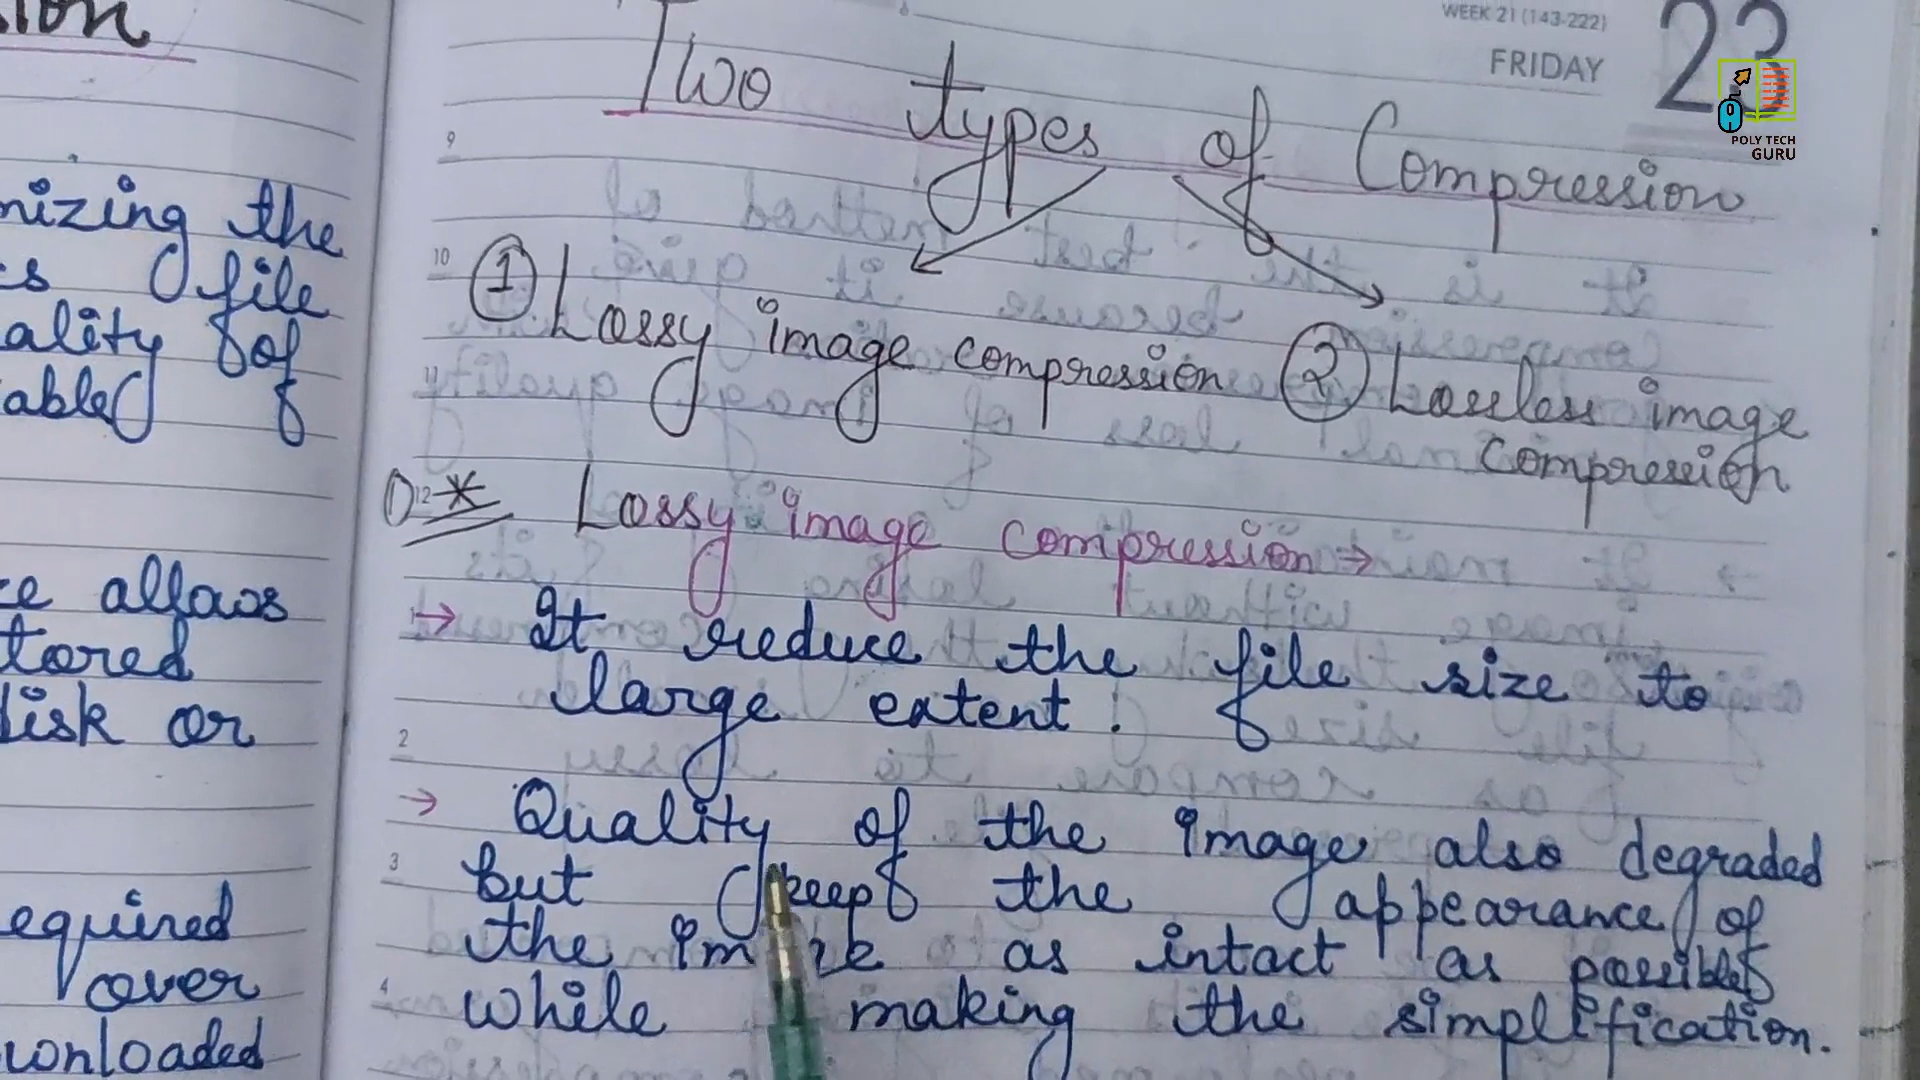 ion
nizing the
s file
ality of
able
ce allows
tored
disk or
equired
over
wnloaded
WEEK 21 (143-222)
FRIDAY
23
POLY TECH
GURU
Two types of Compression
9
10
① Lossy image compression ② Lossless image
11
compression
① 12 * Lossy image compression →
→ It reduce the file size to
large extent.
2
→ Quality of the image also degraded
3
but keep the appearance of
the as intact as possible
4
while making the simplification.